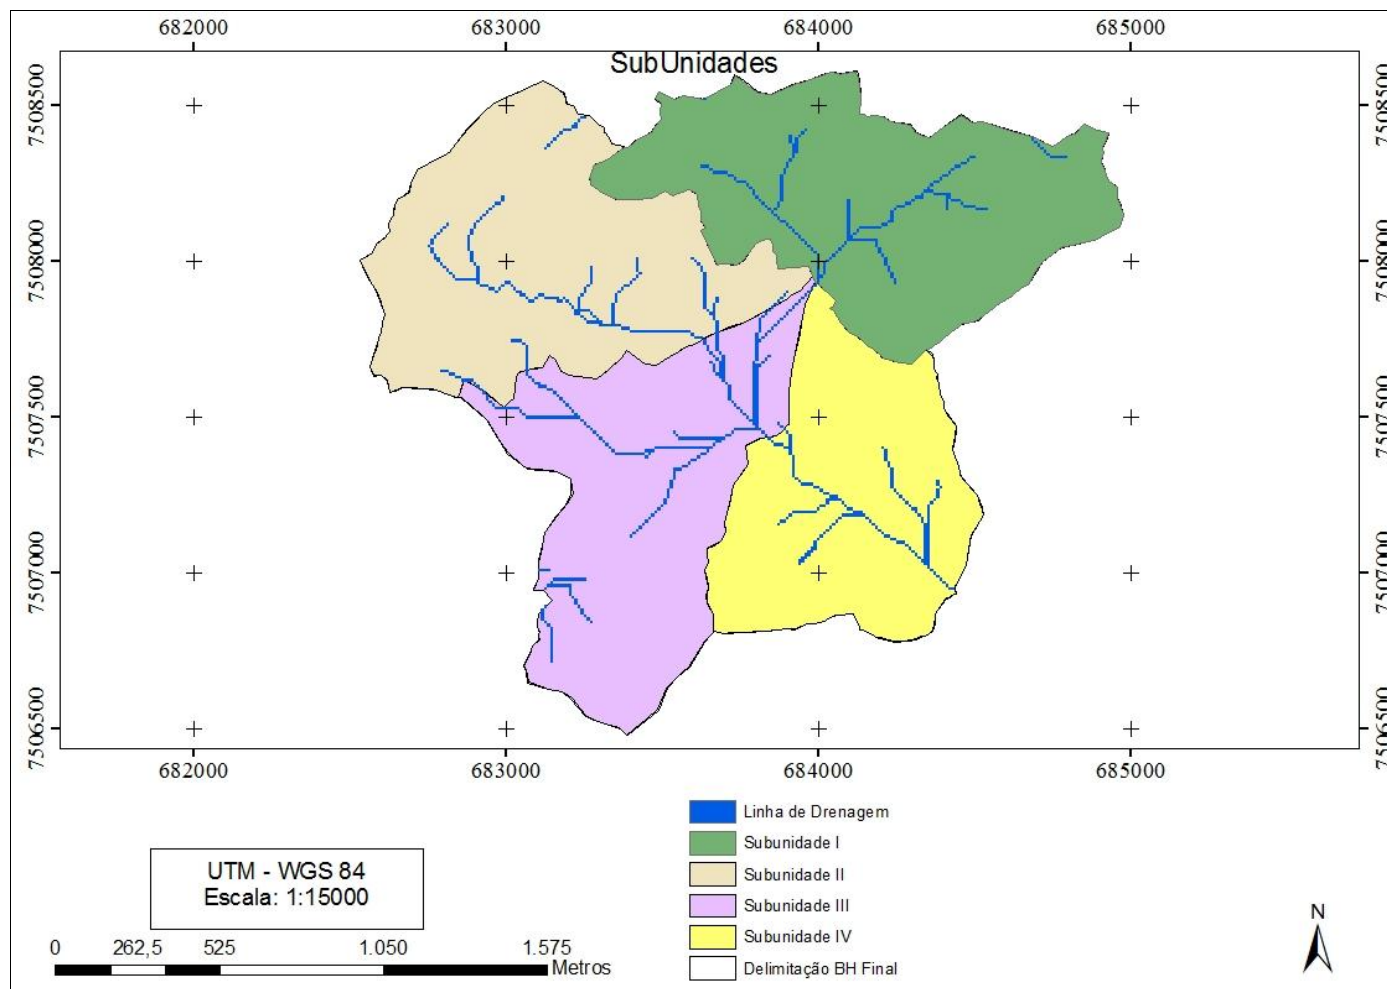 682000 683000 684000 685000
SubUnidades
7508500 7508500
7508000 7508000
7507500 7507500
7507000 7507000
7506500 7506500
682000 683000 684000 685000
Linha de Drenagem
Subunidade I
Subunidade II
Subunidade III
Subunidade IV
Delimitação BH Final
UTM - WGS 84
Escala: 1:15000
0 262,5 525 1.050 1.575
Metros
N